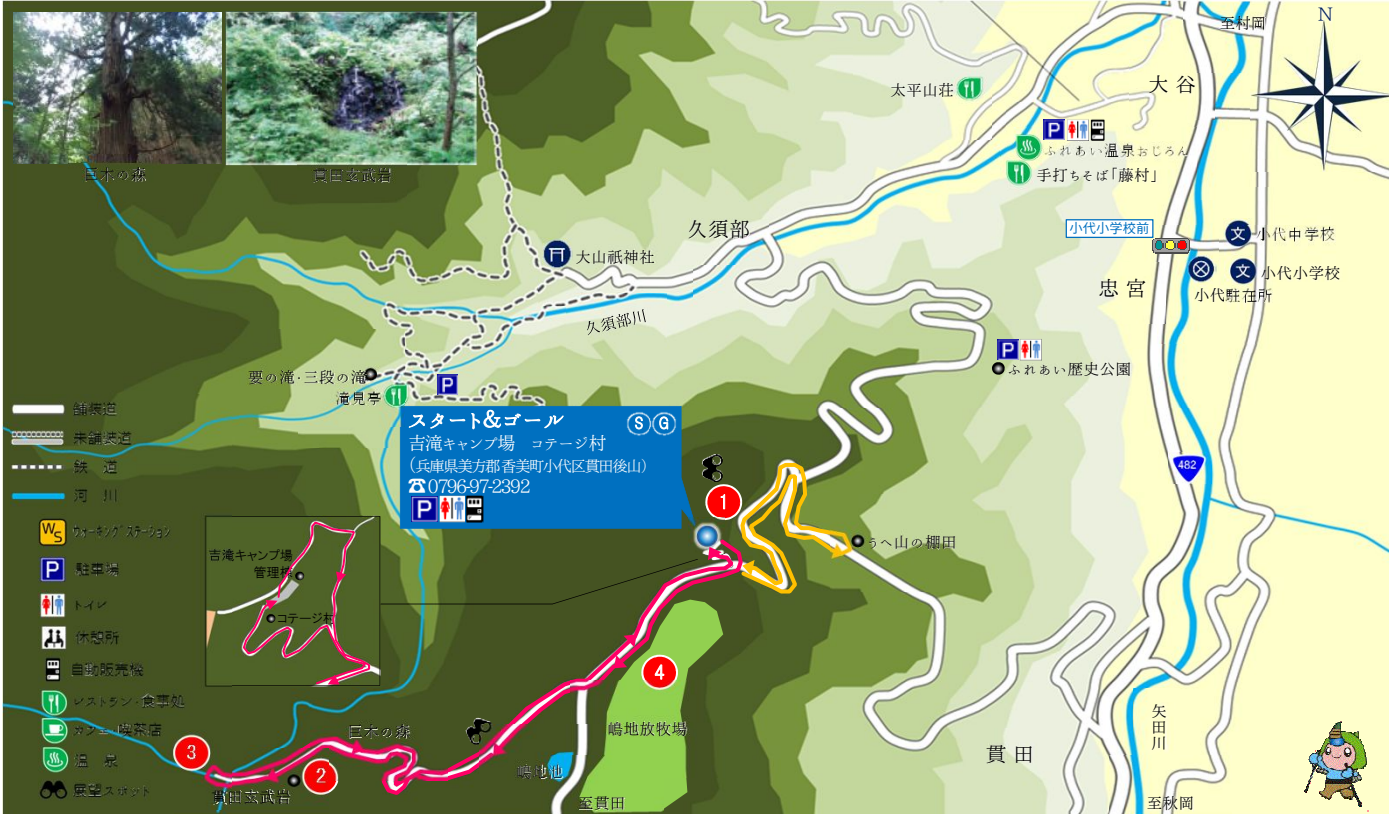 巨木の森
貫田玄武岩
N
至村岡
大谷
太平山荘
P
ふれあい温泉おじろん
手打ちそば「藤村」
久須部
小代小学校前
文
小代中学校
大山祇神社
文
小代小学校
小代駐在所
忠宮
久須部川
P
ふれあい歴史公園
要の滝・三段の滝
滝見亭
P
スタート&ゴール
S G
吉滝キャンプ場 コテージ村
(兵庫県美方郡香美町小代区貫田後山)
☎0796-97-2392
P
482
舗装道
未舗装道
鉄 道
河 川
WS
ウォーキングステーション
P
駐車場
トイレ
休憩所
自動販売機
レストラン・食事処
カフェ・喫茶店
温 泉
展望スポット
吉滝キャンプ場
管理棟
コテージ村
1
うへ山の棚田
4
嶋地放牧場
巨木の森
3
2
貫田玄武岩
嶋地池
至貫田
貫田
矢田川
至秋岡